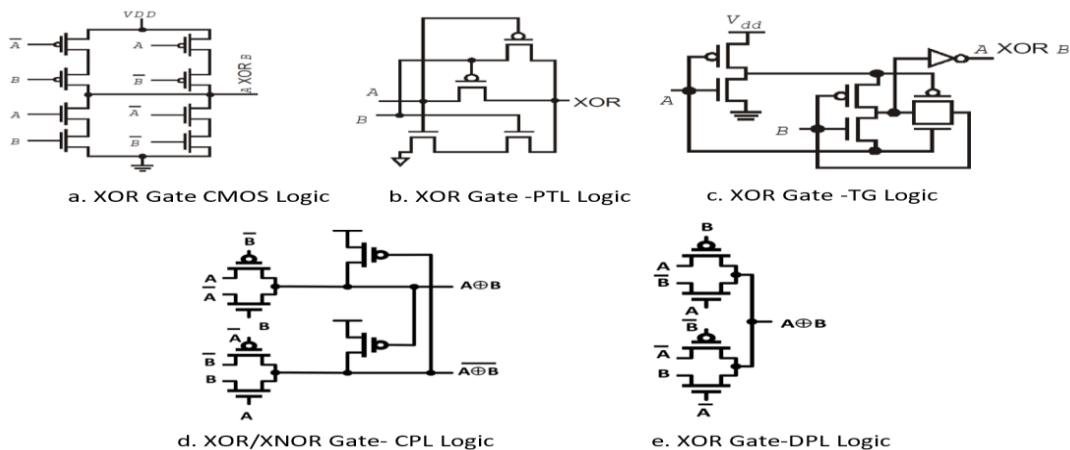 VDD
A̅
A
B
B̅
A XOR B
A
A̅
B
B̅
a. XOR Gate CMOS Logic
A
B
XOR
b. XOR Gate -PTL Logic
Vdd
A XOR B
A
B
c. XOR Gate -TG Logic
B̅
A
A̅
B
A⊕B
A̅
B̅
B
A
A⊕B̅
d. XOR/XNOR Gate- CPL Logic
B
A
B̅
A
A⊕B
B̅
A̅
B
A̅
e. XOR Gate-DPL Logic